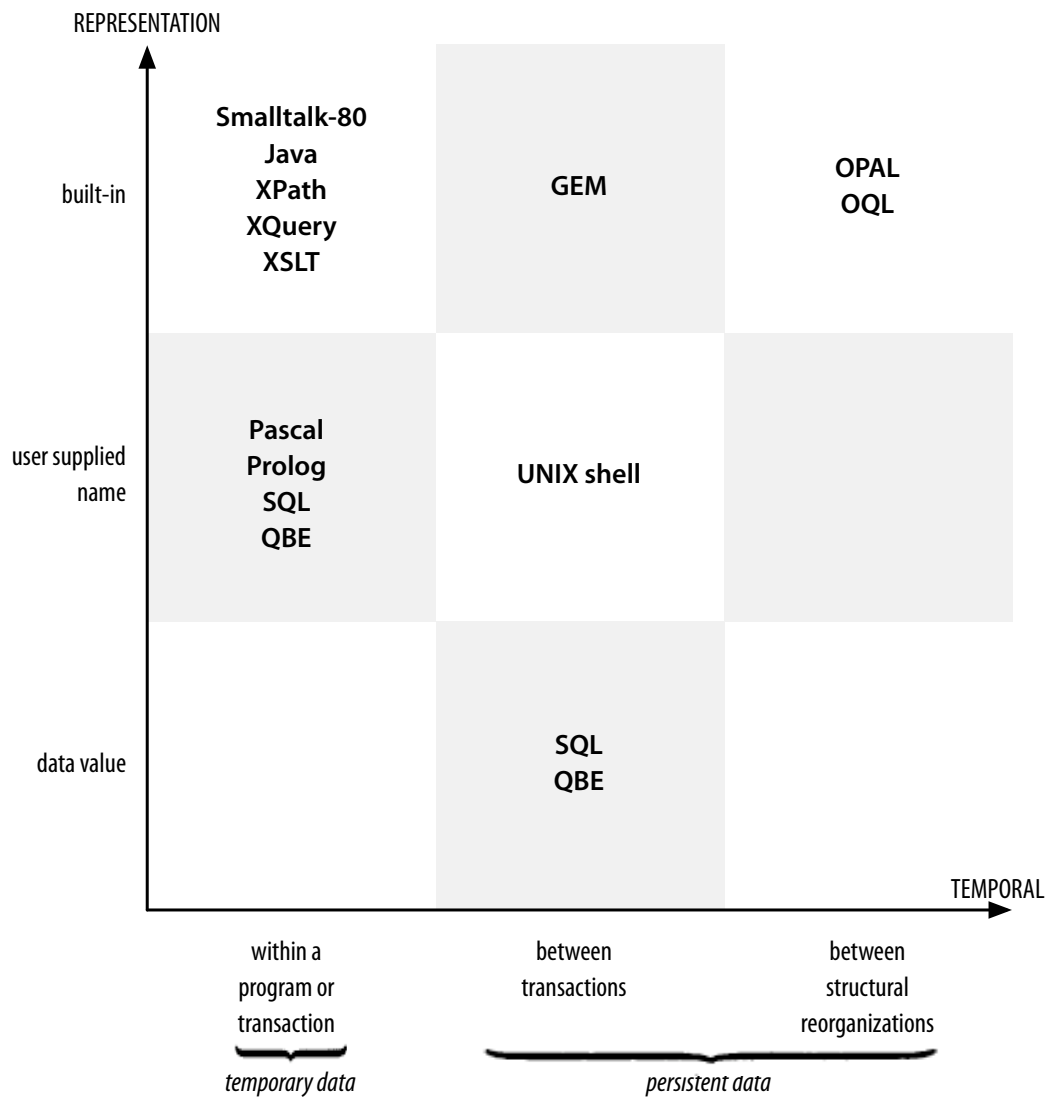 REPRESENTATION
Smalltalk-80
Java
XPath
XQuery
XSLT
built-in
GEM
OPAL
OQL
user supplied
name
Pascal
Prolog
SQL
QBE
UNIX shell
data value
SQL
QBE
TEMPORAL
within a
program or
transaction
between
transactions
between
structural
reorganizations
temporary data
persistent data